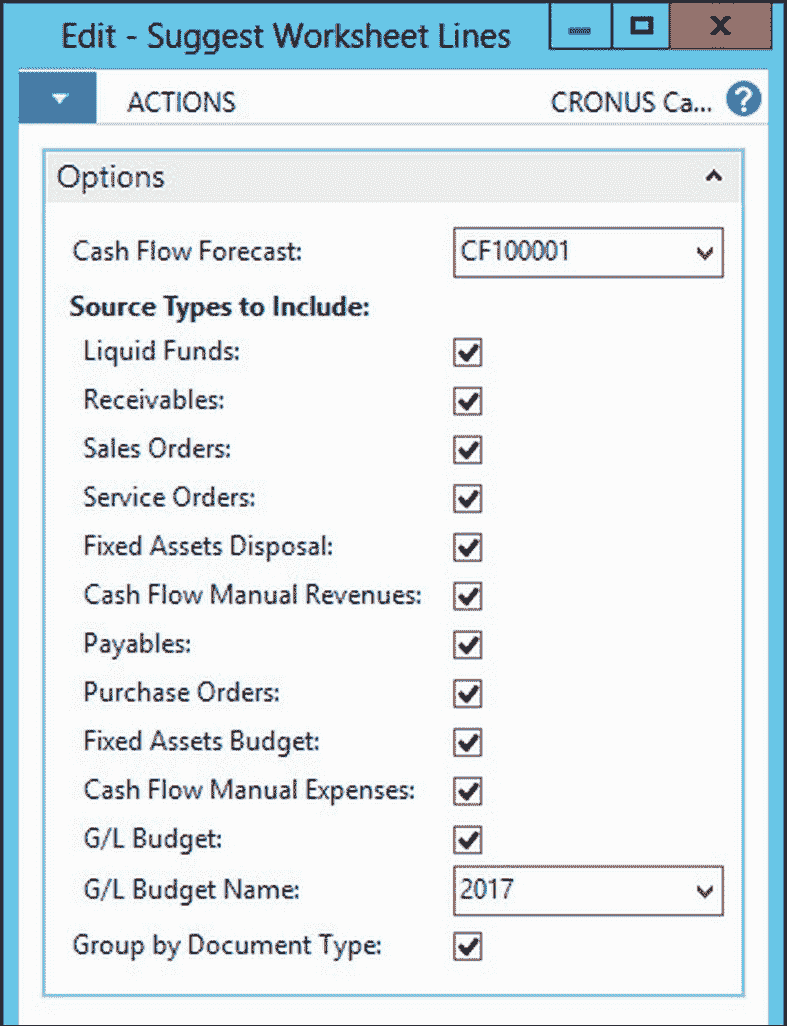 Edit - Suggest Worksheet Lines
ACTIONS CRONUS Ca... ?
Options
Cash Flow Forecast: CF100001
Source Types to Include:
Liquid Funds:
Receivables:
Sales Orders:
Service Orders:
Fixed Assets Disposal:
Cash Flow Manual Revenues:
Payables:
Purchase Orders:
Fixed Assets Budget:
Cash Flow Manual Expenses:
G/L Budget:
G/L Budget Name: 2017
Group by Document Type: